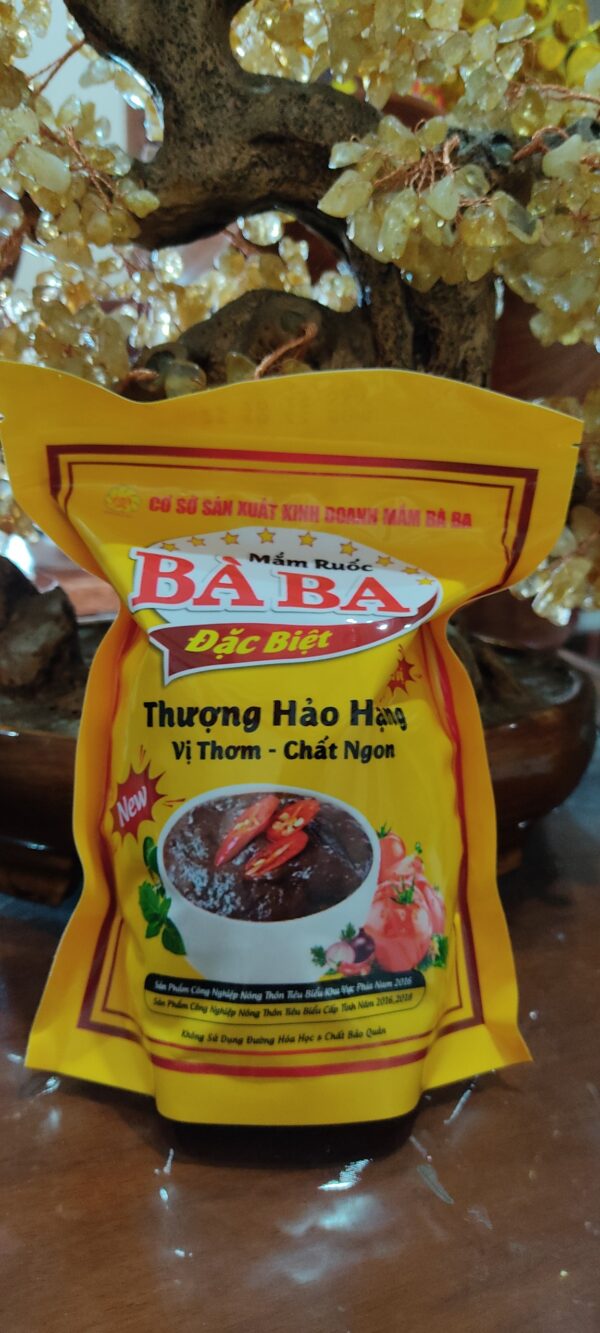 CƠ SỞ SẢN XUẤT KINH DOANH MẮM BÀ BA
Mắm Ruốc
BÀ BA
Đặc Biệt
Thượng Hảo Hạng
Vị Thơm - Chất Ngon
New
Sản Phẩm Công Nghiệp Nông Thôn Tiêu Biểu Khu Vực Phía Nam 2016
Sản Phẩm Công Nghiệp Nông Thôn Tiêu Biểu Cấp Tỉnh Năm 2016,2018
Không Sử Dụng Đường Hóa Học & Chất Bảo Quản